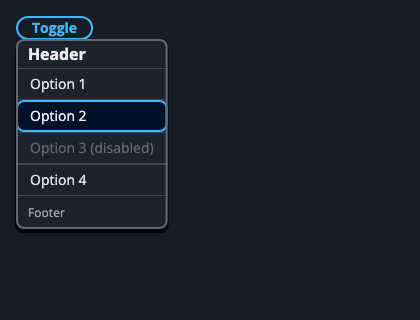 Toggle
Header
Option 1
Option 2
Option 3 (disabled)
Option 4
Footer